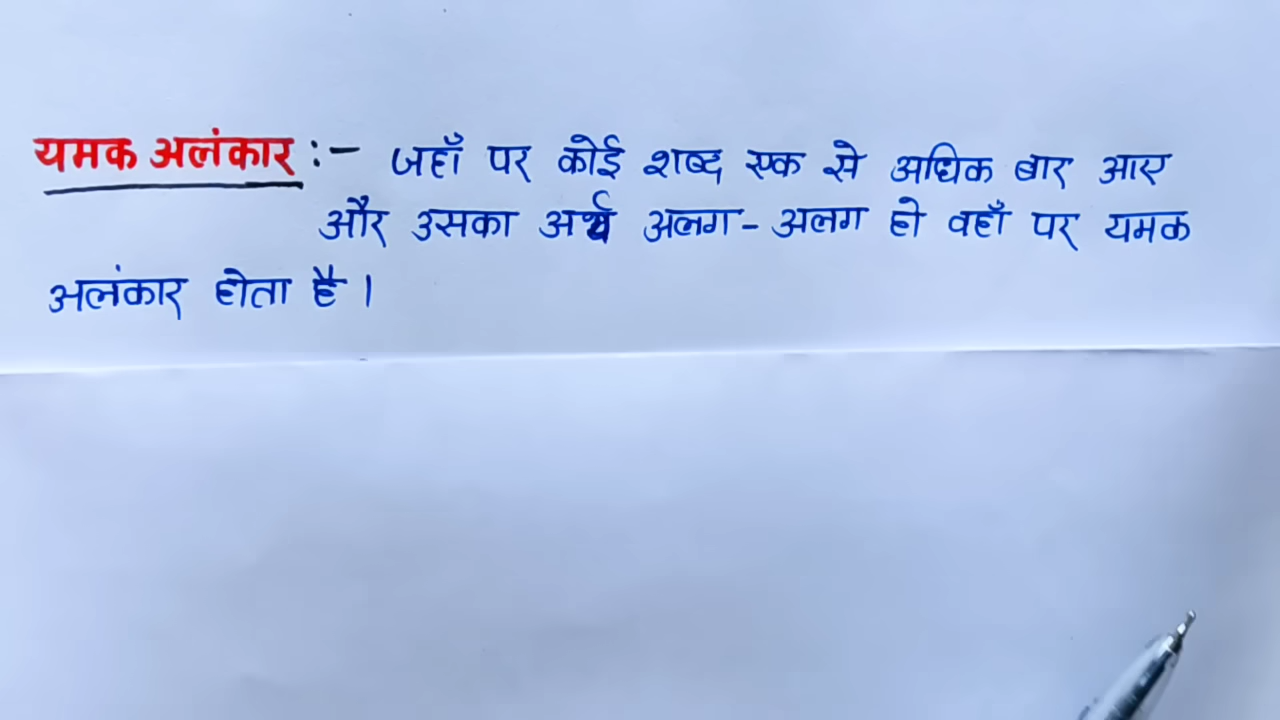 यमक अलंकार :- जहाँ पर कोई शब्द एक से अधिक बार आए
और उसका अर्थ अलग-अलग हो वहाँ पर यमक
अलंकार होता है।